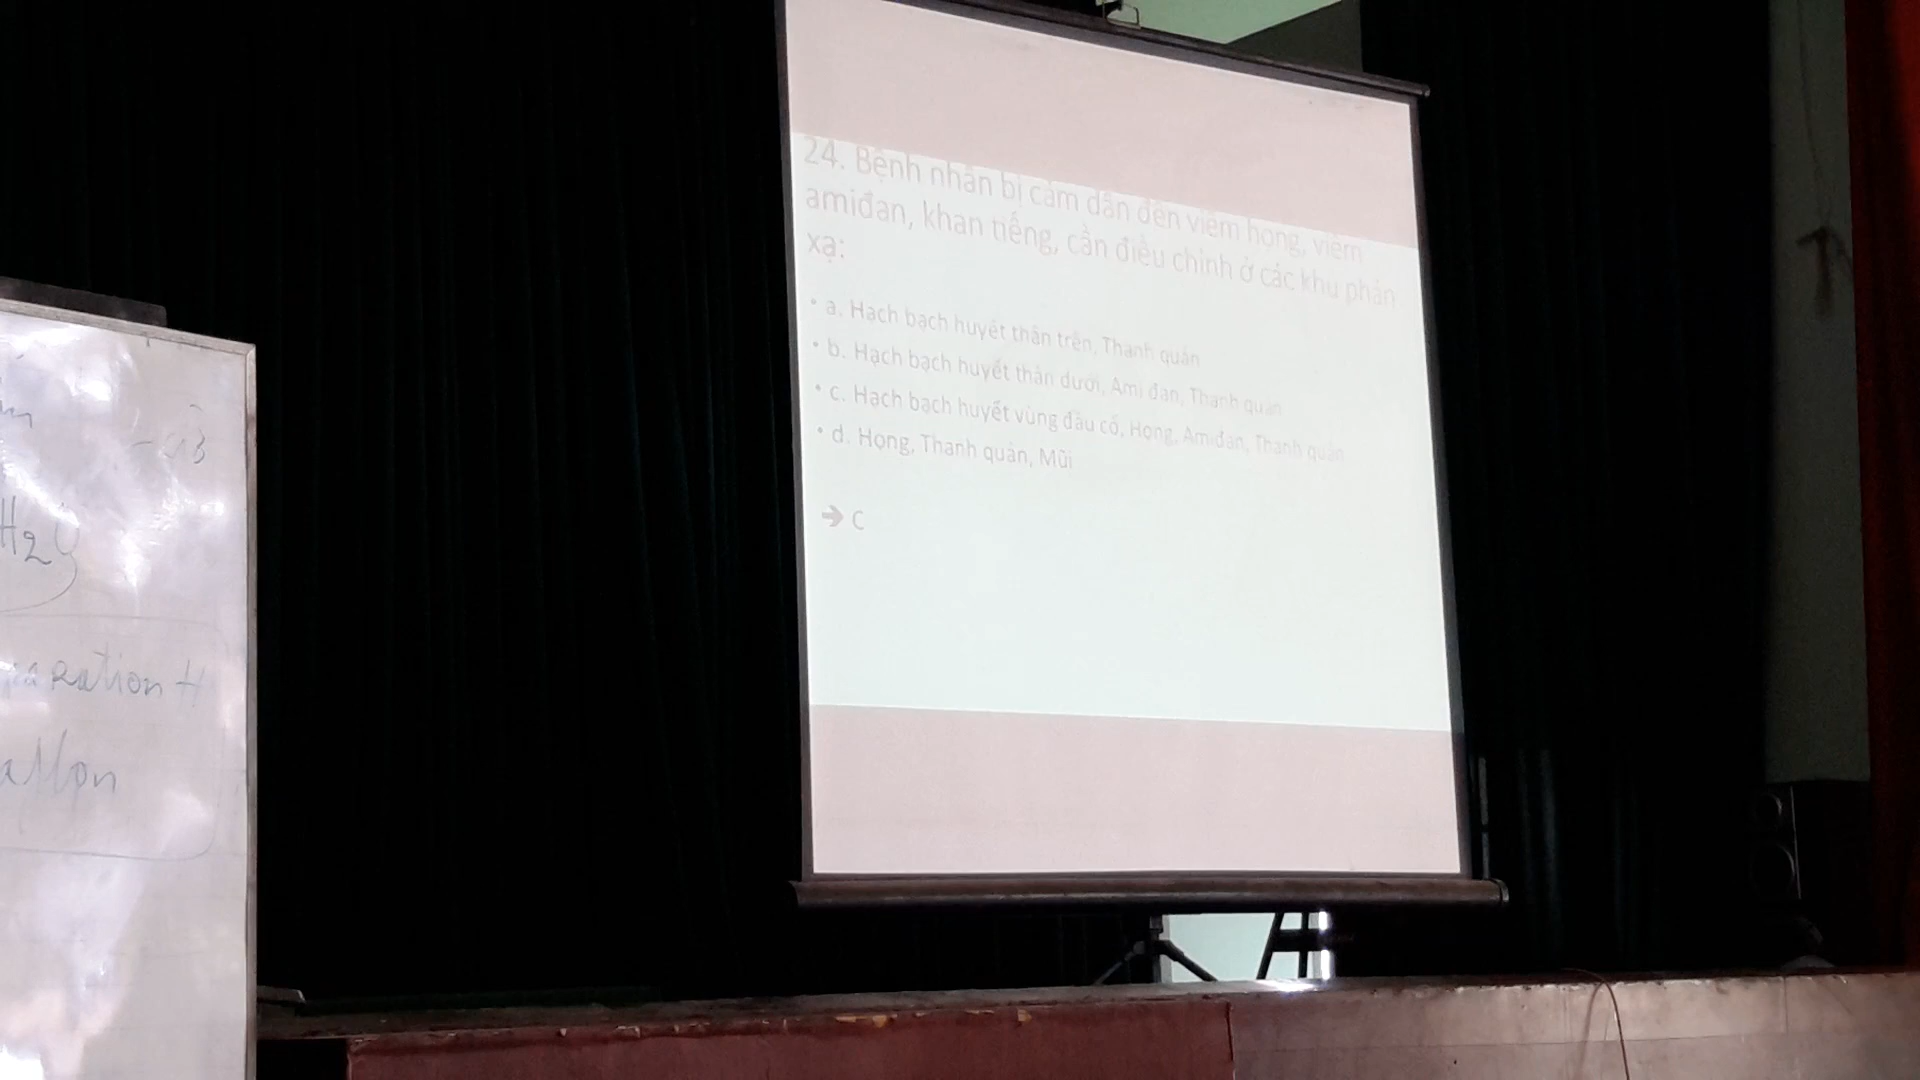 24. Bệnh nhân bị cảm dẫn đến viêm họng, viêm
amiđan, khan tiếng, cần điều chỉnh ở các khu phản
xạ:
• a. Hạch bạch huyết thân trên, Thanh quản
• b. Hạch bạch huyết thân dưới, Ami đan, Thanh quản
• c. Hạch bạch huyết vùng đầu cổ, Họng, Amiđan, Thanh quản
• d. Họng, Thanh quản, Mũi
➔ C
H2O
ration H